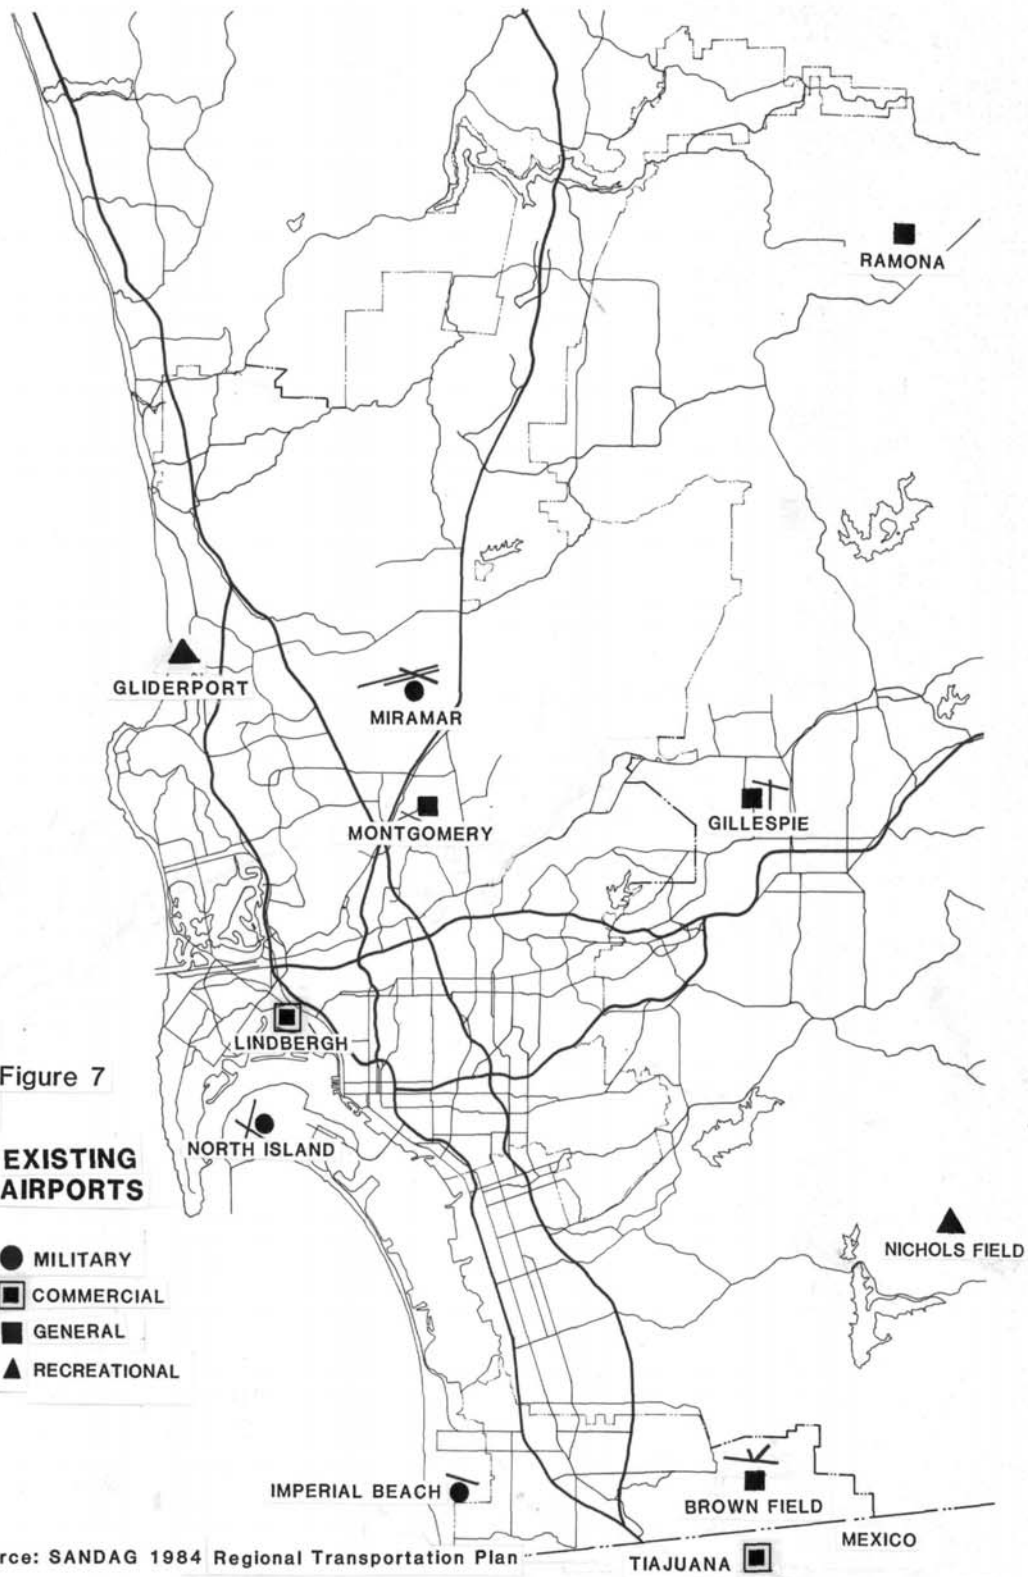 RAMONA
GLIDERPORT
MIRAMAR
MONTGOMERY
GILLESPIE
LINDBERGH
Figure 7
NORTH ISLAND
EXISTING
AIRPORTS
NICHOLS FIELD
MILITARY
COMMERCIAL
GENERAL
RECREATIONAL
IMPERIAL BEACH
BROWN FIELD
MEXICO
rce: SANDAG 1984 Regional Transportation Plan
TIAJUANA